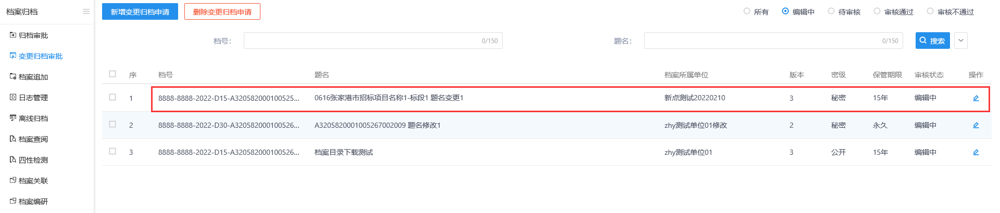 档案归档
归档审批
变更归档审批
档案追加
日志管理
离线归档
档案查阅
四性检测
档案关联
档案编研
新增变更归档申请 删除变更归档申请 所有 编辑中 待审核 审核通过 审核不通过
档号： 0/150 题名： 0/150 搜索
序 档号 题名 档案所属单位 版本 密级 保管期限 审核状态 操作
1 8888-8888-2022-D15-A320582000100525... 0616张家港市招标项目名称1-标段1 题名变更1 新点测试20220210 3 秘密 15年 编辑中
2 8888-8888-2022-D30-A320582000100526... A3205820001005267002009 题名修改1 zhy测试单位01修改 2 秘密 永久 编辑中
3 8888-8888-2022-D15-A320582000100526... 档案目录下载测试 zhy测试单位01 3 公开 15年 编辑中